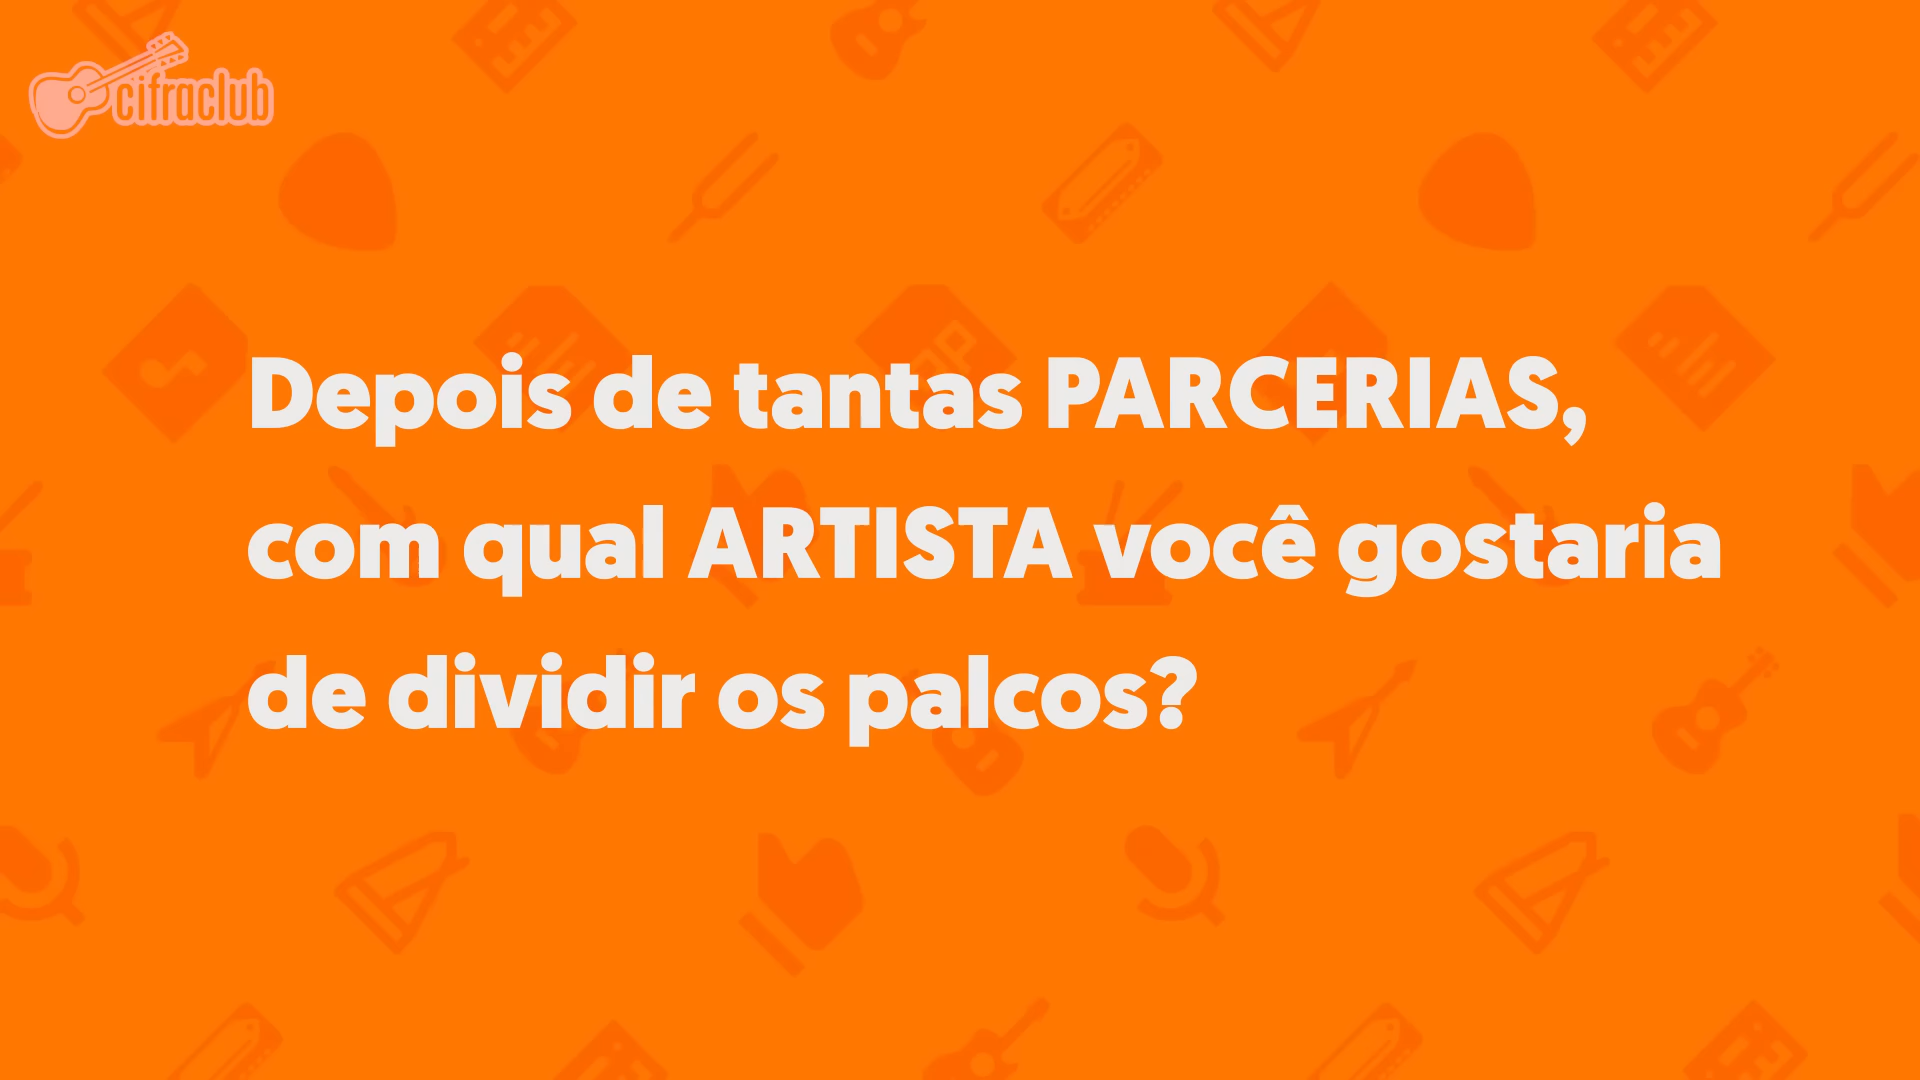 cifraclub
Depois de tantas PARCERIAS,
com qual ARTISTA você gostaria
de dividir os palcos?